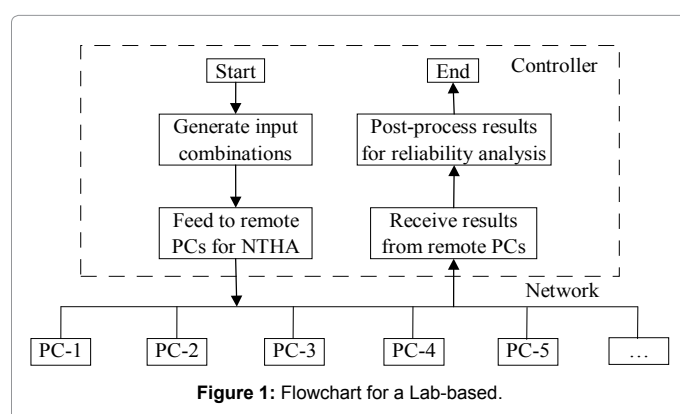 Controller
Start
End
Generate input
combinations
Post-process results
for reliability analysis
Feed to remote
PCs for NTHA
Receive results
from remote PCs
Network
PC-1
PC-2
PC-3
PC-4
PC-5
...
Figure 1: Flowchart for a Lab-based.